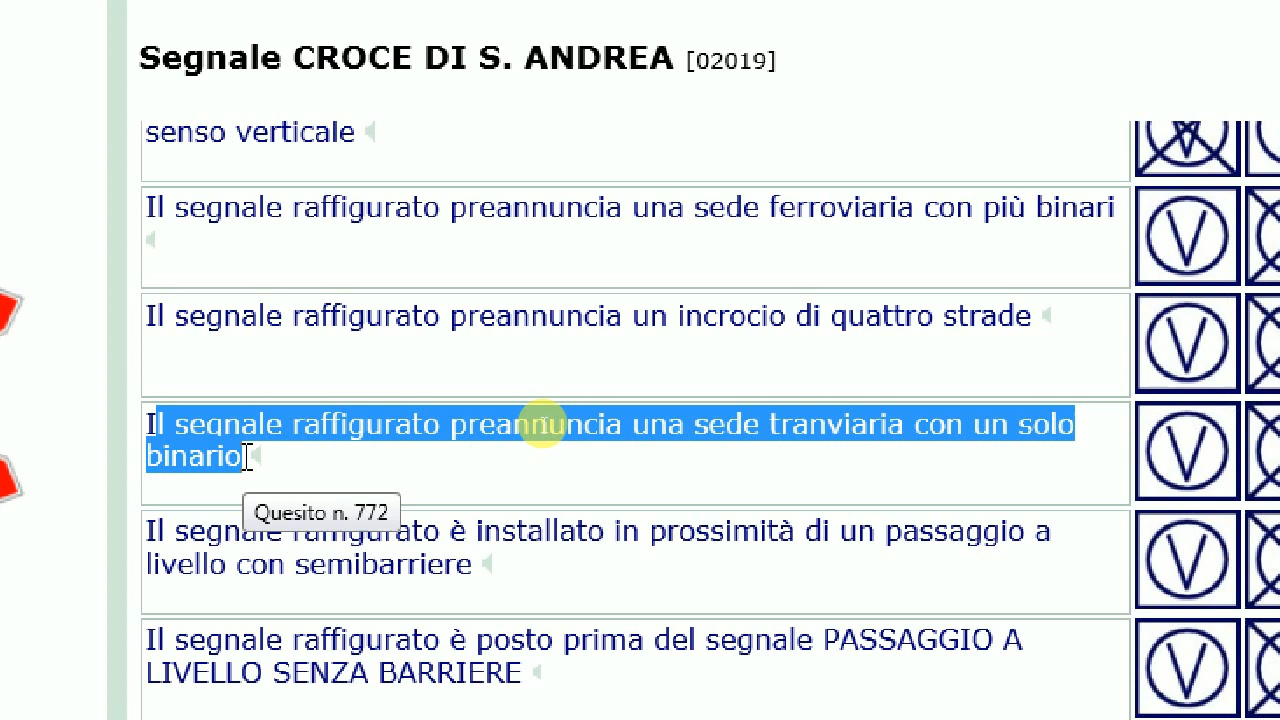 Segnale CROCE DI S. ANDREA [02019]
senso verticale
V
Il segnale raffigurato preannuncia una sede ferroviaria con più binari
V
Il segnale raffigurato preannuncia un incrocio di quattro strade
V
Il segnale raffigurato preannuncia una sede tranviaria con un solo
binario
V
Quesito n. 772
Il segnale raffigurato è installato in prossimità di un passaggio a
livello con semibarriere
V
Il segnale raffigurato è posto prima del segnale PASSAGGIO A
LIVELLO SENZA BARRIERE
V